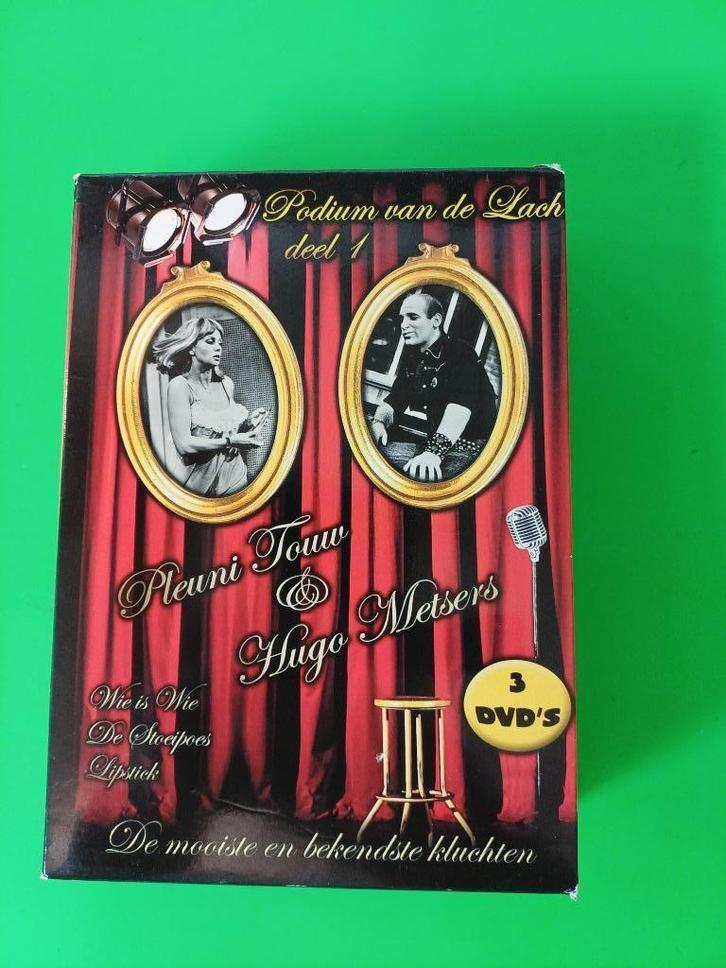 Podium van de Lach
deel 1
Pleuni Touw
&
Hugo Metsers
Wie is Wie
De Stoeipoes
Lipstick
3
DVD'S
De mooiste en bekendste kluchten